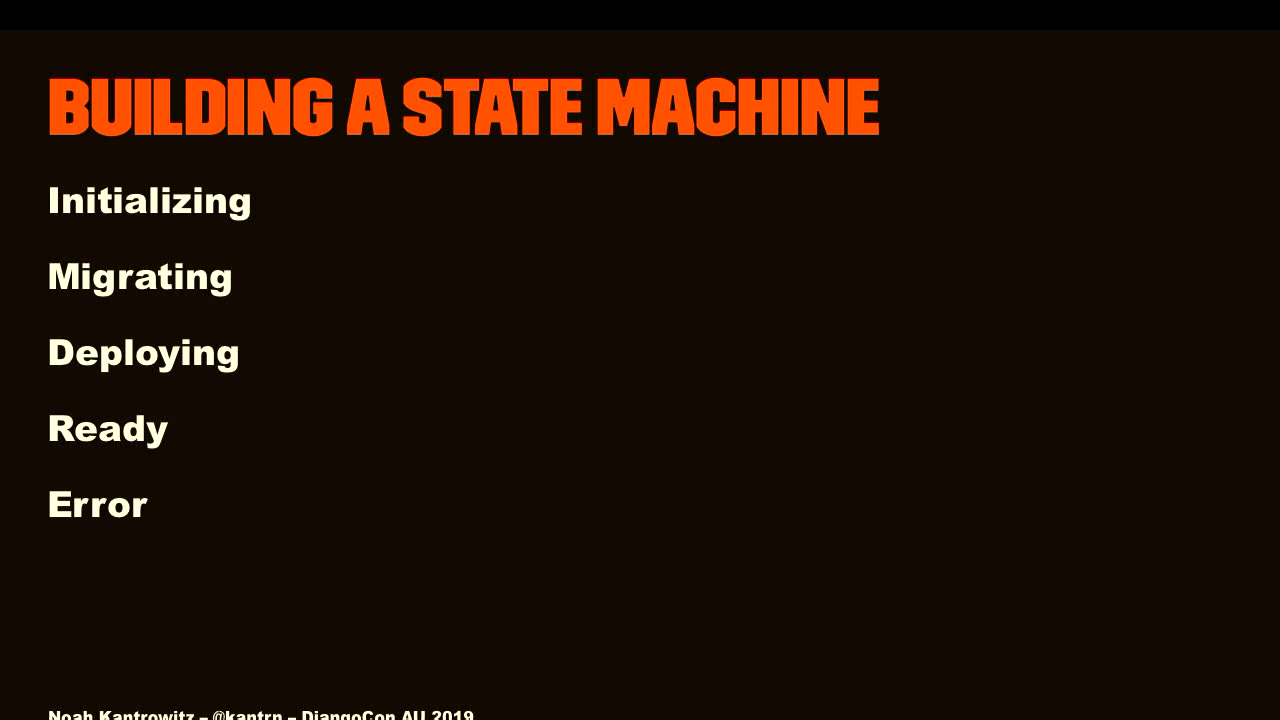 BUILDING A STATE MACHINE
Initializing
Migrating
Deploying
Ready
Error
Noah Kantrowitz – @kantrn – DjangoCon AU 2019